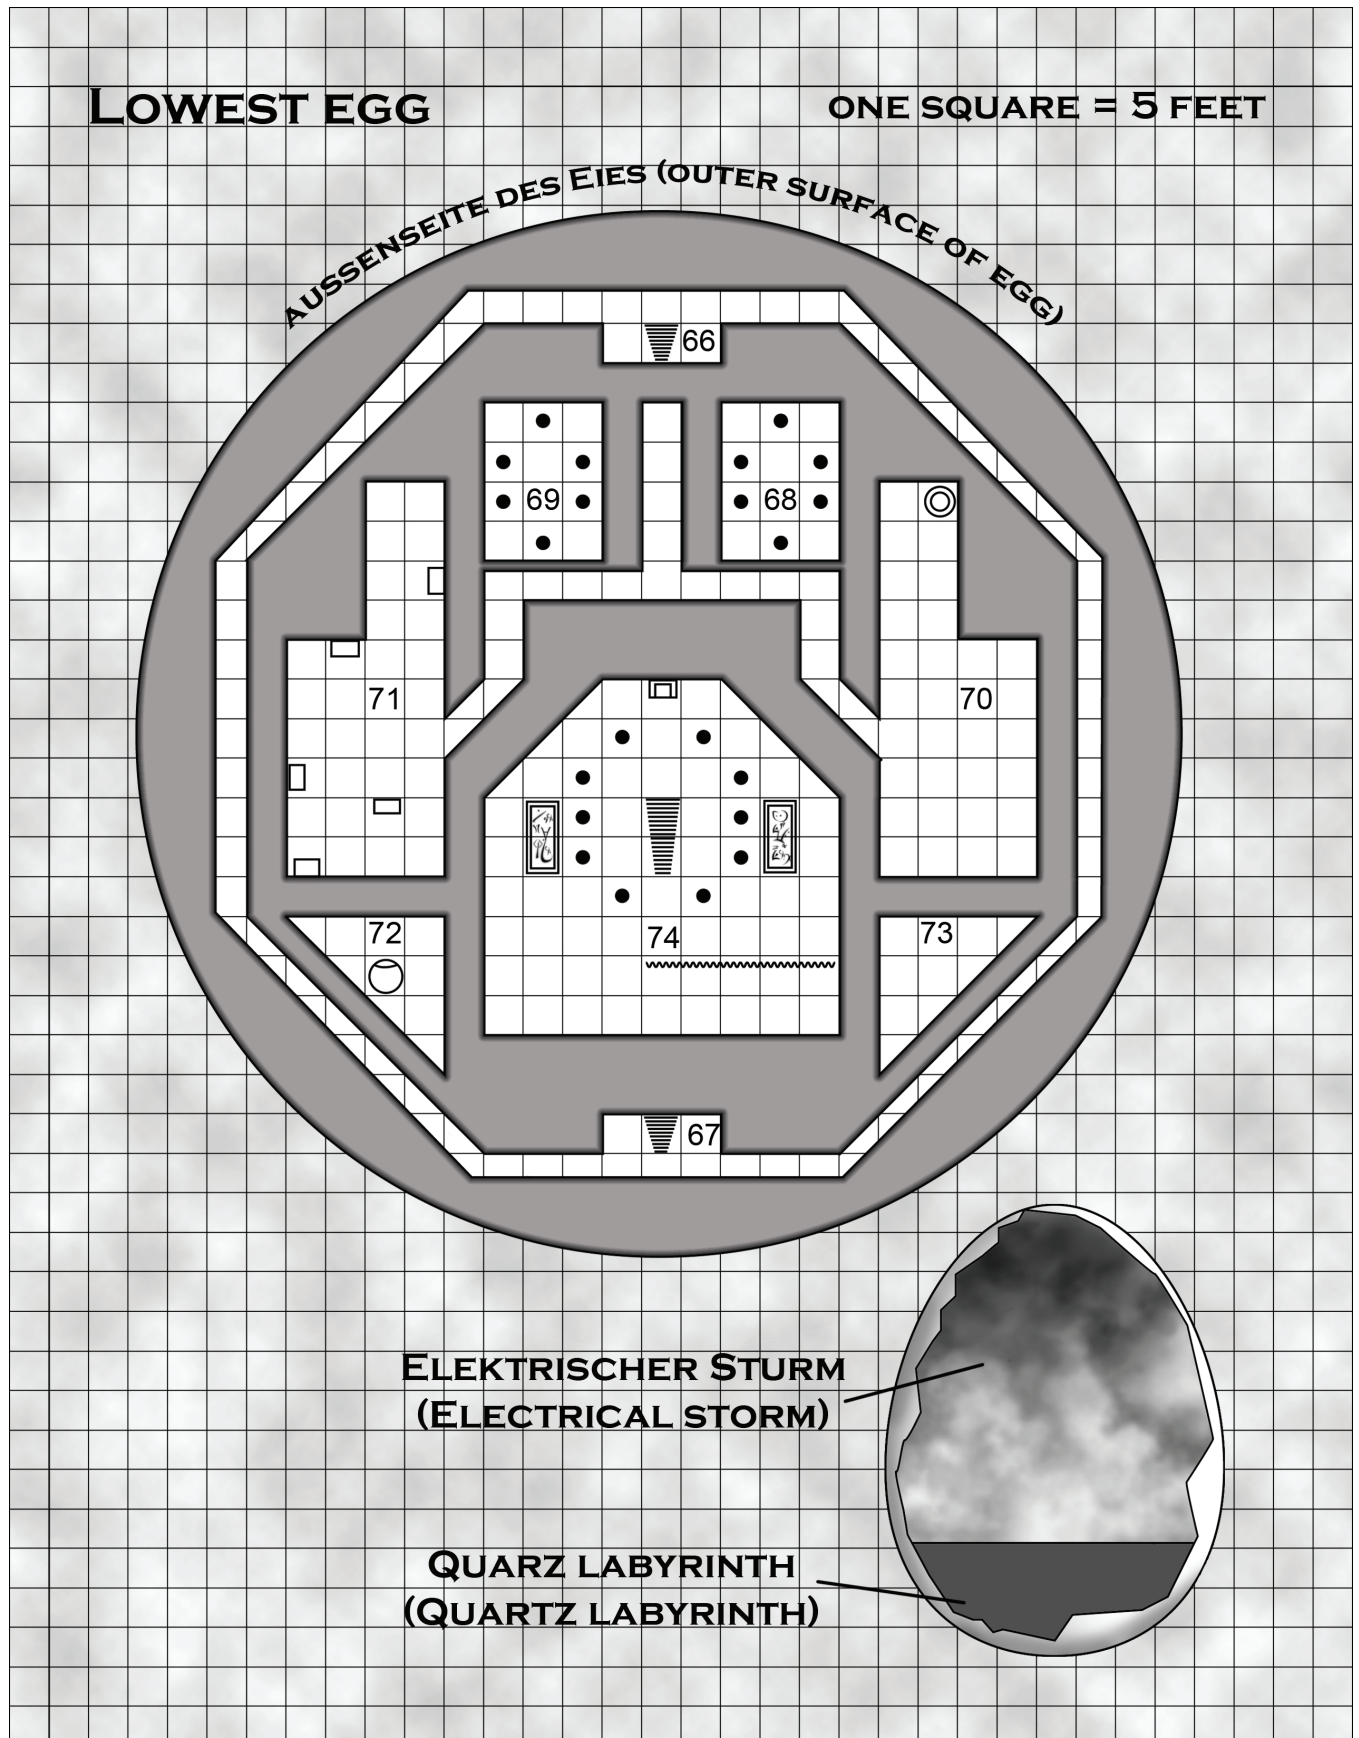 Lowest egg
one square = 5 feet
Aussenseite des Eies (outer surface of egg)
66
69
68
71
70
72
74
73
67
Elektrischer Sturm
(Electrical storm)
Quarz labyrinth
(Quartz labyrinth)